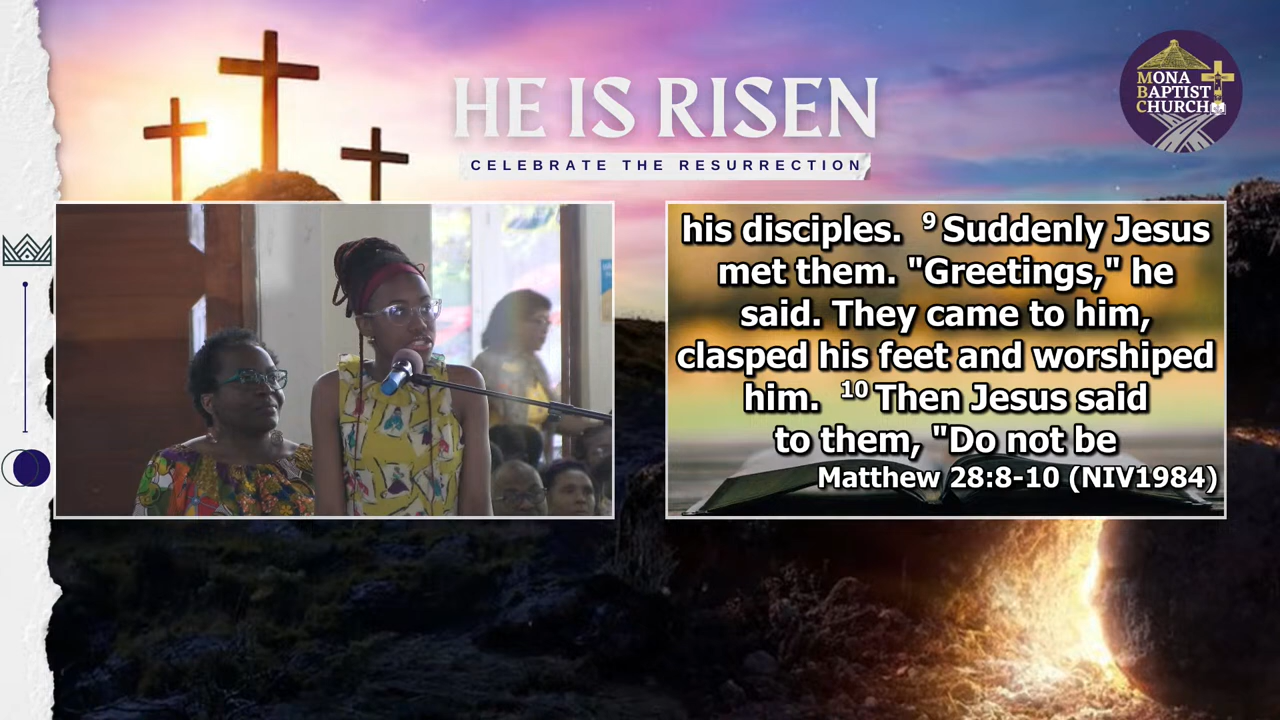 HE IS RISEN
CELEBRATE THE RESURRECTION
MONA
BAPTIST
CHURCH
his disciples. 9 Suddenly Jesus
met them. "Greetings," he
said. They came to him,
clasped his feet and worshiped
him. 10 Then Jesus said
to them, "Do not be
Matthew 28:8-10 (NIV1984)